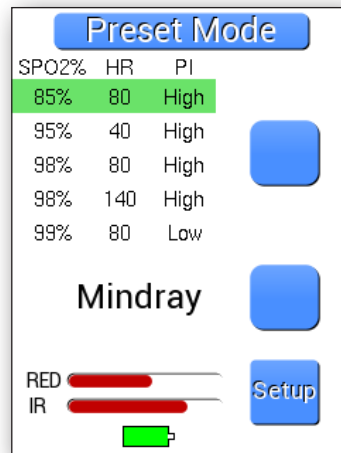 Preset Mode
SPO2% HR PI
85% 80 High
95% 40 High
98% 80 High
98% 140 High
99% 80 Low
Mindray
RED
IR
Setup